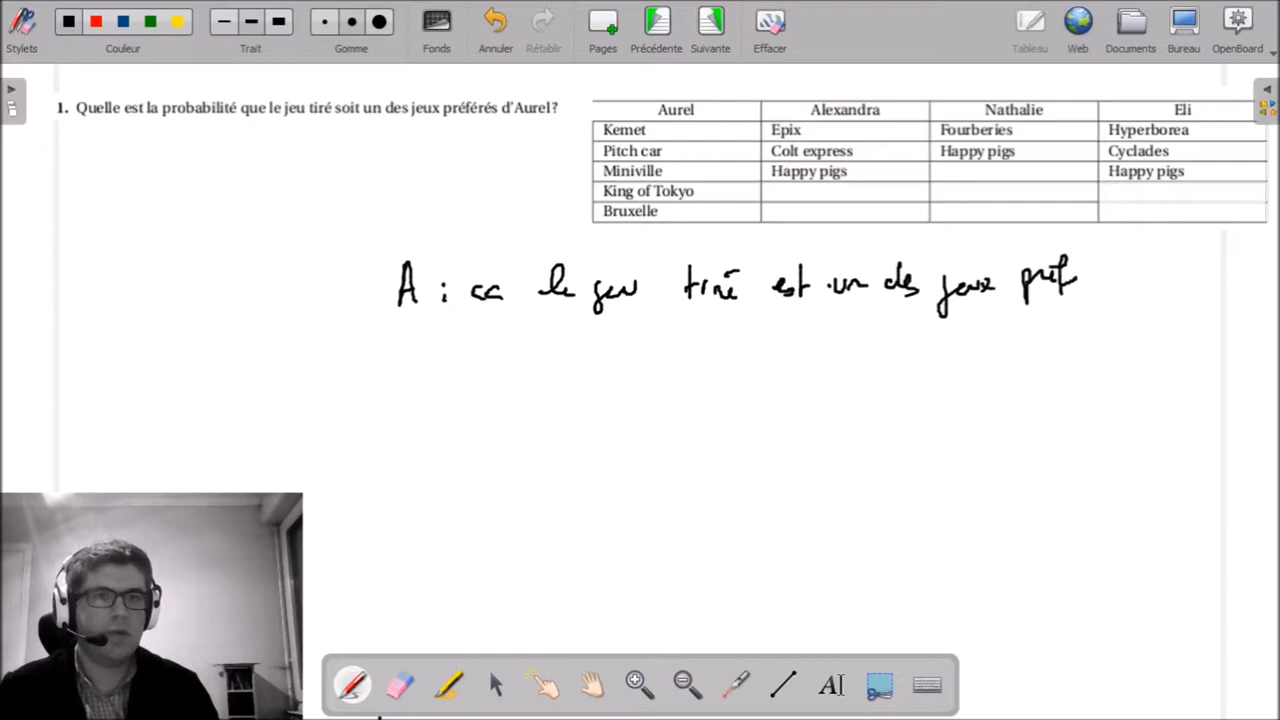 Stylets Couleur Trait Gomme Fonds Annuler Rétablir Pages Précédente Suivante Effacer Tableau Web Documents Bureau OpenBoard
1. Quelle est la probabilité que le jeu tiré soit un des jeux préférés d'Aurel?
Aurel Alexandra Nathalie Eli
Kemet Epix Fourberies Hyperborea
Pitch car Colt express Happy pigs Cyclades
Miniville Happy pigs Happy pigs
King of Tokyo
Bruxelle
A : << le jeu tiré est un des jeux préf
AI